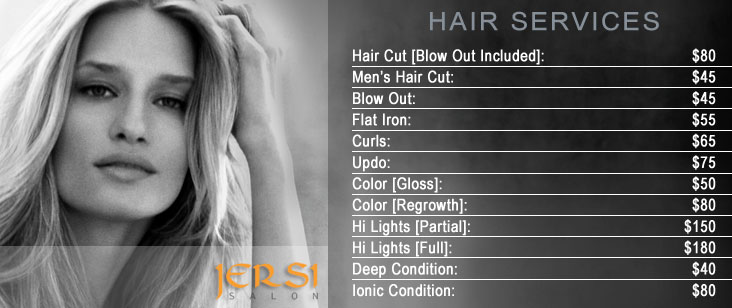 HAIR SERVICES
Hair Cut [Blow Out Included]: $80
Men's Hair Cut: $45
Blow Out: $45
Flat Iron: $55
Curls: $65
Updo: $75
Color [Gloss]: $50
Color [Regrowth]: $80
Hi Lights [Partial]: $150
Hi Lights [Full]: $180
Deep Condition: $40
Ionic Condition: $80
JERSI
SALON